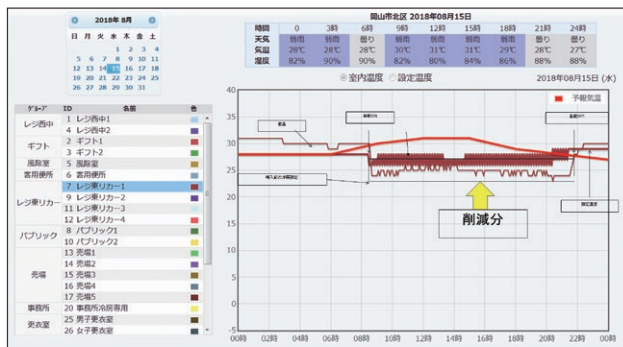 2018年 8月
日 月 火 水 木 金 土
1 2 3 4
5 6 7 8 9 10 11
12 13 14 15 16 17 18
19 20 21 22 23 24 25
26 27 28 29 30 31
岡山市北区 2018年08月15日
時間 0 3時 6時 9時 12時 15時 18時 21時 24時
天気 弱雨 弱雨 曇り 弱雨 弱雨 弱雨 弱雨 曇り 曇り
気温 28℃ 28℃ 28℃ 30℃ 31℃ 31℃ 29℃ 28℃ 27℃
湿度 82% 90% 90% 82% 80% 84% 86% 88% 88%
室内温度 設定温度
2018年08月15日 (水)
グループ ID 名前 色
レジ西中 1 レジ西中1
4 レジ西中2
ギフト 2 ギフト1
3 ギフト2
風除室 5 風除室
客用便所 6 客用便所
レジ東リカー 7 レジ東リカー1
9 レジ東リカー2
11 レジ東リカー3
12 レジ東リカー4
パブリック 8 パブリック1
10 パブリック2
売場 13 売場1
14 売場2
15 売場3
16 売場4
17 売場5
事務所 20 事務所冷房専用
更衣室 25 男子更衣室
26 女子更衣室
予報気温
40
35
30
25
20
15
10
5
0
-5
削減分
00時 02時 04時 06時 08時 10時 12時 14時 16時 18時 20時 22時 00時